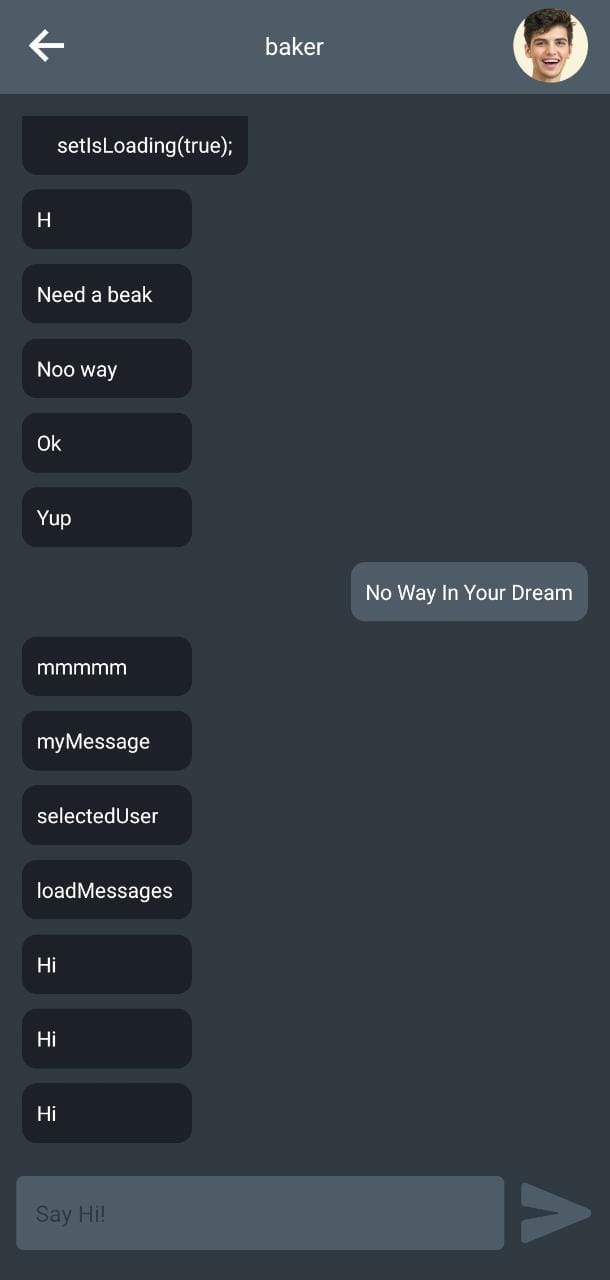 baker
setIsLoading(true);
H
Need a beak
Noo way
Ok
Yup
No Way In Your Dream
mmmmm
myMessage
selectedUser
loadMessages
Hi
Hi
Hi
Say Hi!